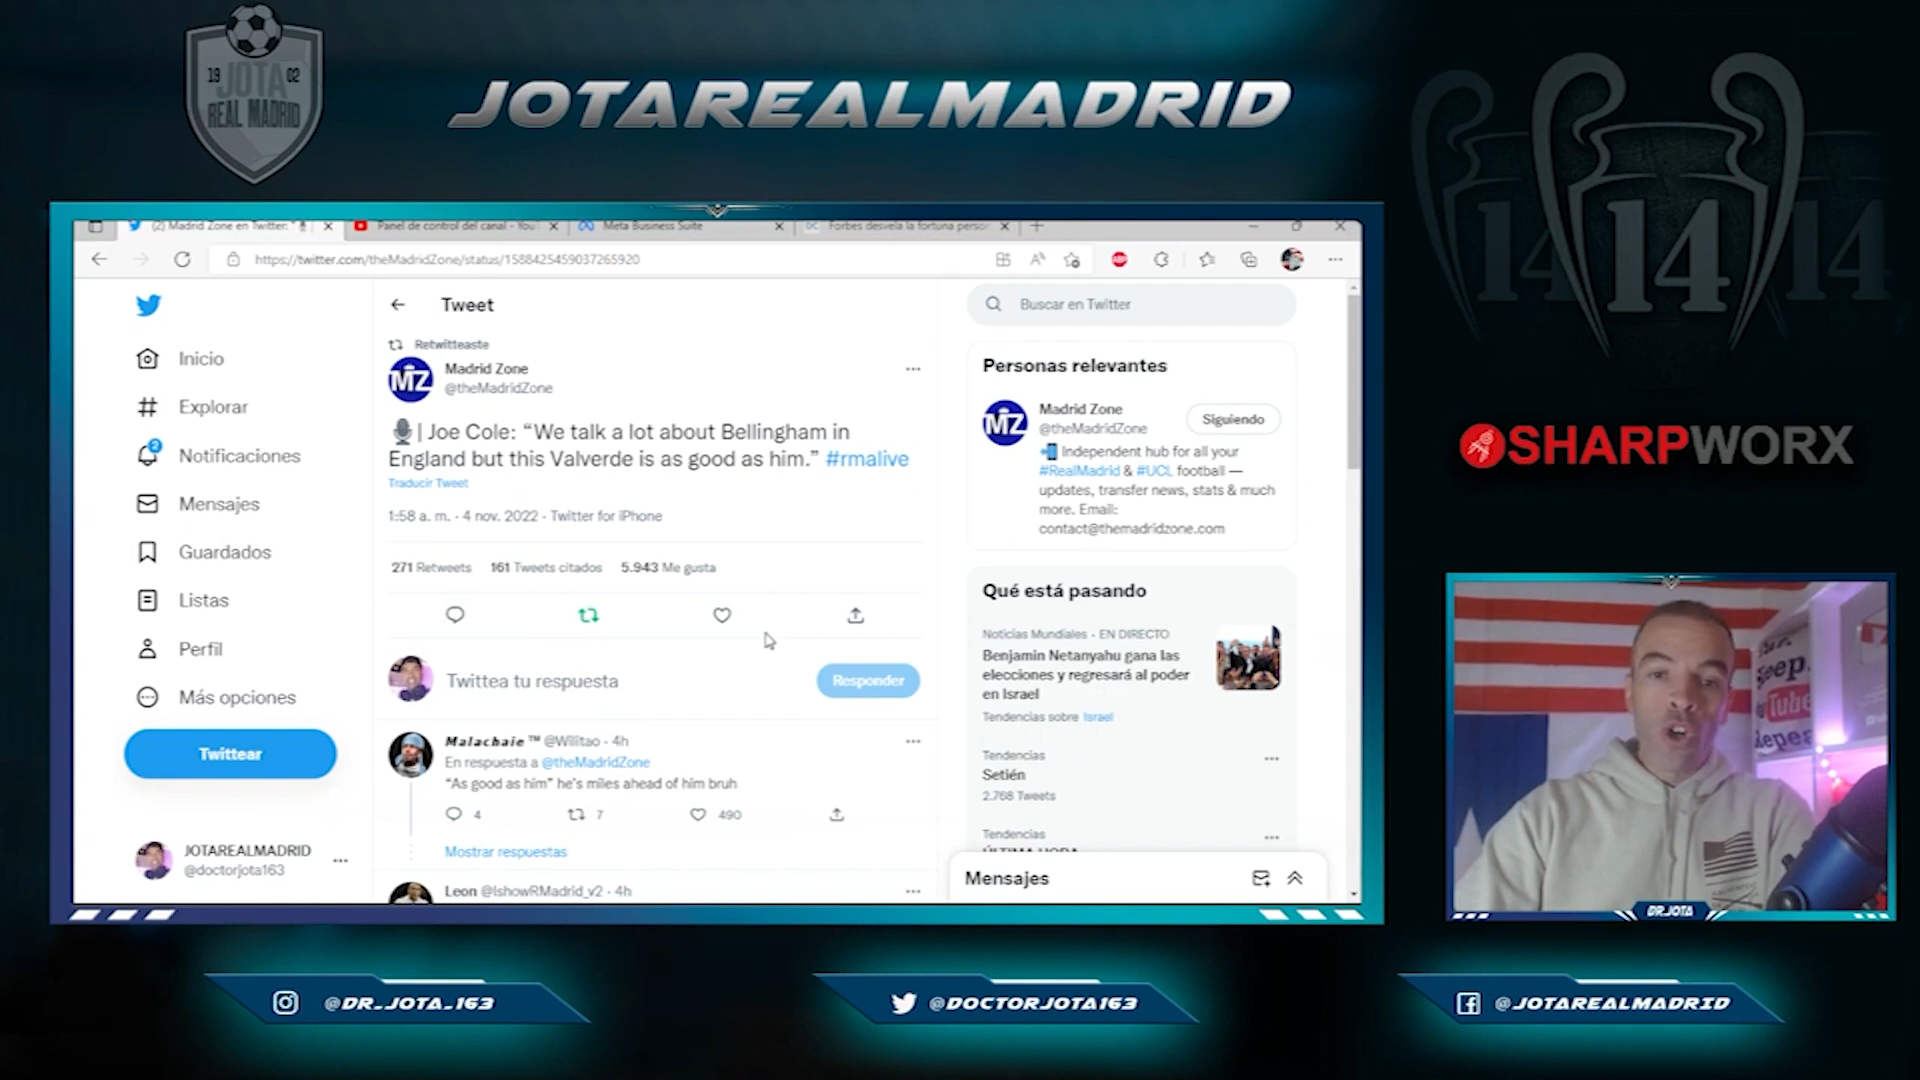 19 02
JOTA
REAL MADRID
JOTAREALMADRID
14 14 14
(2) Madrid Zone en Twitter: "
Panel de control del canal - You
Meta Business Suite
Forbes desvela la fortuna perso
https://twitter.com/theMadridZone/status/1588425459037265920
Inicio
Explorar
2
Notificaciones
Mensajes
Guardados
Listas
Perfil
Más opciones
Twittear
JOTAREALMADRID
@doctorjota163
Tweet
Retwitteaste
MZ
Madrid Zone
@theMadridZone
| Joe Cole: “We talk a lot about Bellingham in
England but this Valverde is as good as him.” #rmalive
Traducir Tweet
1:58 a. m. · 4 nov. 2022 · Twitter for iPhone
271 Retweets 161 Tweets citados 5.943 Me gusta
Twittea tu respuesta
Responder
Malachaie ™ @Wilitao · 4h
En respuesta a @theMadridZone
“As good as him” he's miles ahead of him bruh
4 7 490
Mostrar respuestas
Leon @IshowRMadrid_v2 · 4h
Buscar en Twitter
Personas relevantes
MZ
Madrid Zone
@theMadridZone
Siguiendo
Independent hub for all your
#RealMadrid & #UCL football —
updates, transfer news, stats & much
more. Email:
contact@themadridzone.com
Qué está pasando
Noticias Mundiales · EN DIRECTO
Benjamin Netanyahu gana las
elecciones y regresará al poder
en Israel
Tendencias sobre Israel
Tendencias
Setién
2.768 Tweets
Tendencias
ÚLTIMA HORA
Mensajes
SHARPWORX
Keep
Tube
DR.JOTA
@DR_JOTA_163
@DOCTORJOTA163
@JOTAREALMADRID